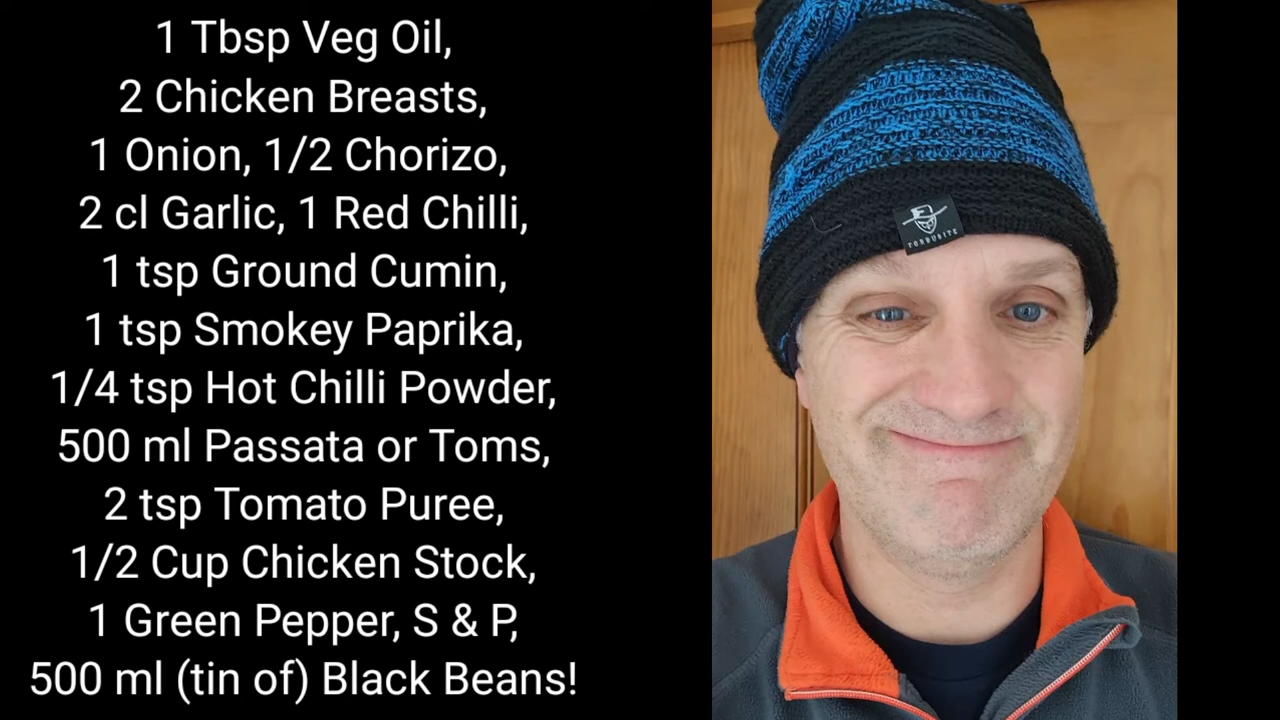 1 Tbsp Veg Oil,
2 Chicken Breasts,
1 Onion, 1/2 Chorizo,
2 cl Garlic, 1 Red Chilli,
1 tsp Ground Cumin,
1 tsp Smokey Paprika,
1/4 tsp Hot Chilli Powder,
500 ml Passata or Toms,
2 tsp Tomato Puree,
1/2 Cup Chicken Stock,
1 Green Pepper, S & P,
500 ml (tin of) Black Beans!